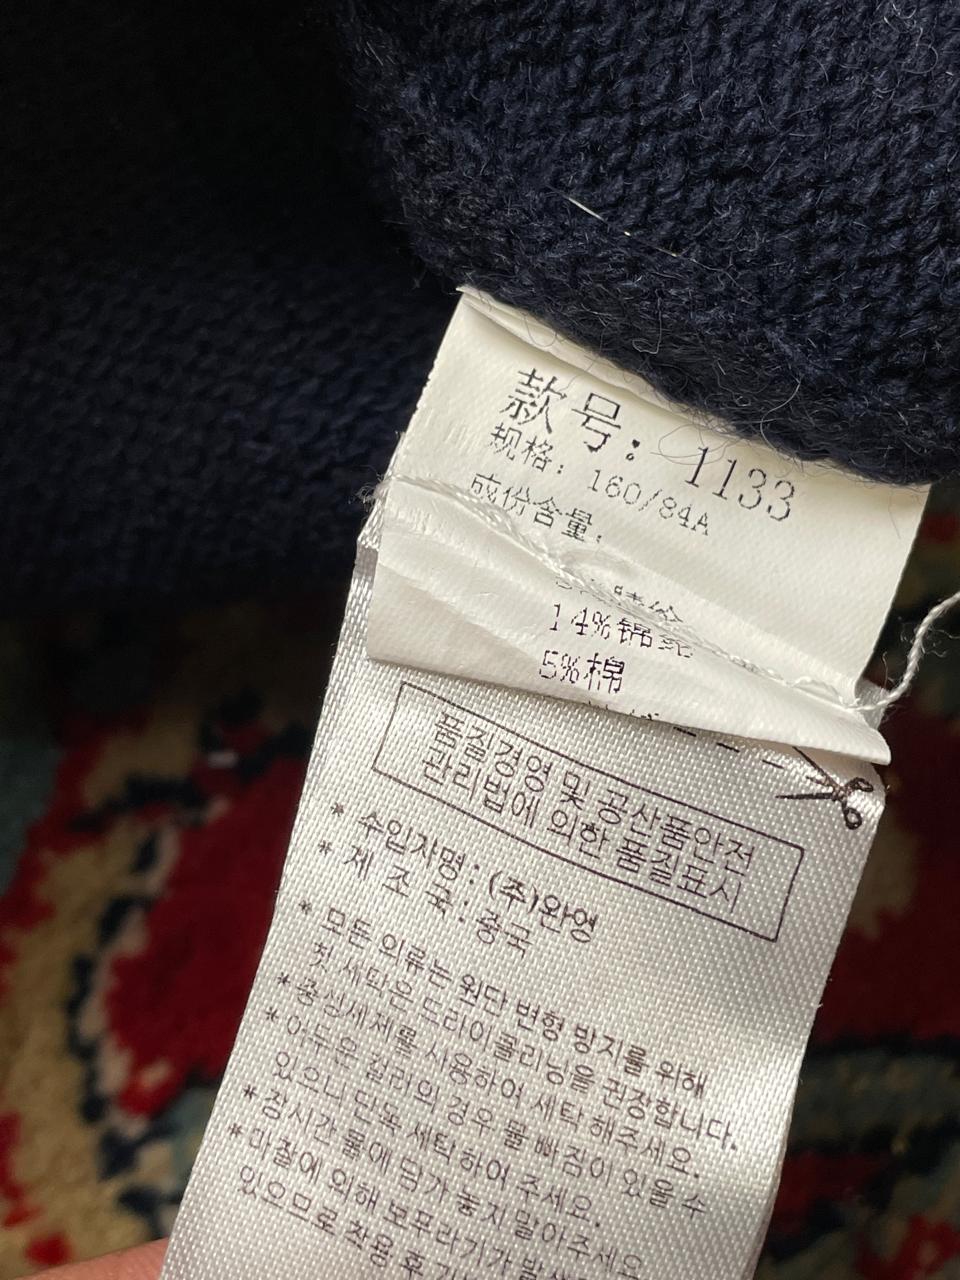 款号: 1133
规格: 160/84A
成份含量:
14%锦纶
5%棉
품질경영 및 공산품안전
관리법에 의한 품질표시
* 수입자명 : (주)완영
* 제 조 국 : 중국
* 모든 의류는 원단 변형 방지를 위해
첫 세탁은 드라이클리닝을 권장합니다.
* 중성세제를 사용하여 세탁 해주세요.
* 어두운 칼라의 경우 물 빠짐이 있을 수
있으니 단독 세탁 하여 주세요.
* 장시간 물에 담가 놓지 말아주세요.
* 마찰에 의해 보푸라기가
있으므로 착용 후